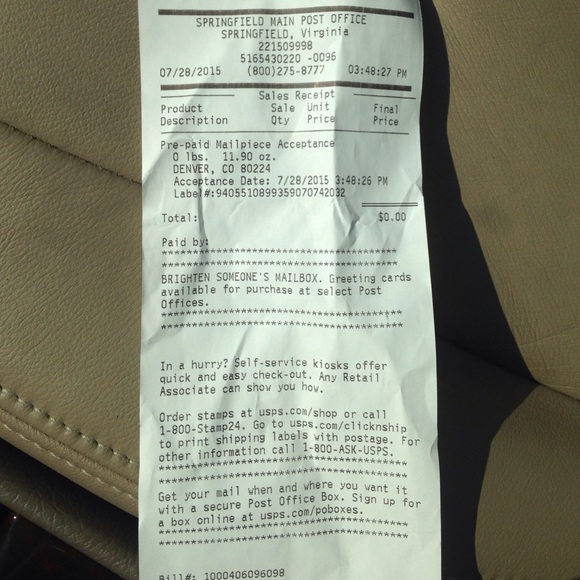 SPRINGFIELD MAIN POST OFFICE
SPRINGFIELD, Virginia
221509998
5165430220 -0096
07/28/2015 (800)275-8777 03:48:27 PM
Sales Receipt
Product Sale Unit Final
Description Qty Price Price
Pre-paid Mailpiece Acceptance
0 lbs. 11.90 oz.
DENVER, CO 80224
Acceptance Date: 7/28/2015 3:48:26 PM
Label#:9405510899359070742032
Total: $0.00
Paid by:
****************************************
****************************************
BRIGHTEN SOMEONE'S MAILBOX. Greeting cards
available for purchase at select Post
Offices.
****************************************
****************************************
In a hurry? Self-service kiosks offer
quick and easy check-out. Any Retail
Associate can show you how.
Order stamps at usps.com/shop or call
1-800-Stamp24. Go to usps.com/clicknship
to print shipping labels with postage. For
other information call 1-800-ASK-USPS.
****************************************
****************************************
Get your mail when and where you want it
with a secure Post Office Box. Sign up for
a box online at usps.com/poboxes.
****************************************
****************************************
Bill#: 1000406096098